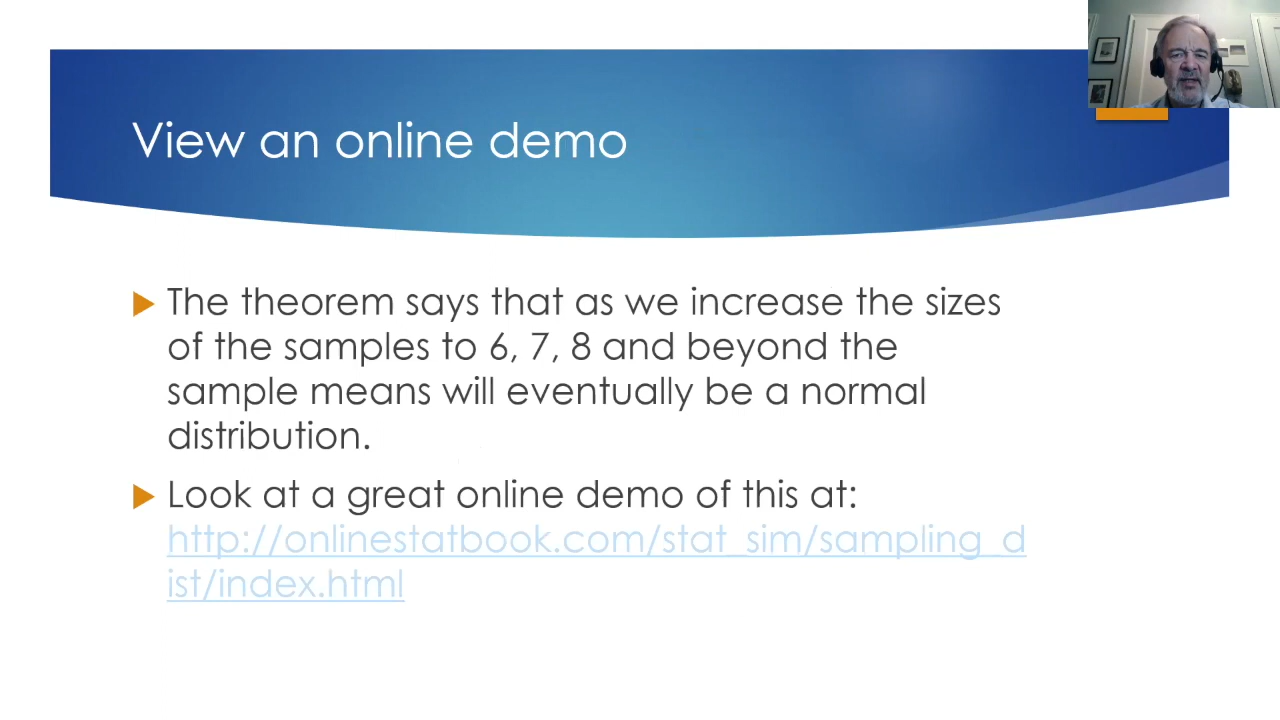 View an online demo
The theorem says that as we increase the sizes
of the samples to 6, 7, 8 and beyond the
sample means will eventually be a normal
distribution.
Look at a great online demo of this at:
http://onlinestatbook.com/stat_sim/sampling_d
ist/index.html